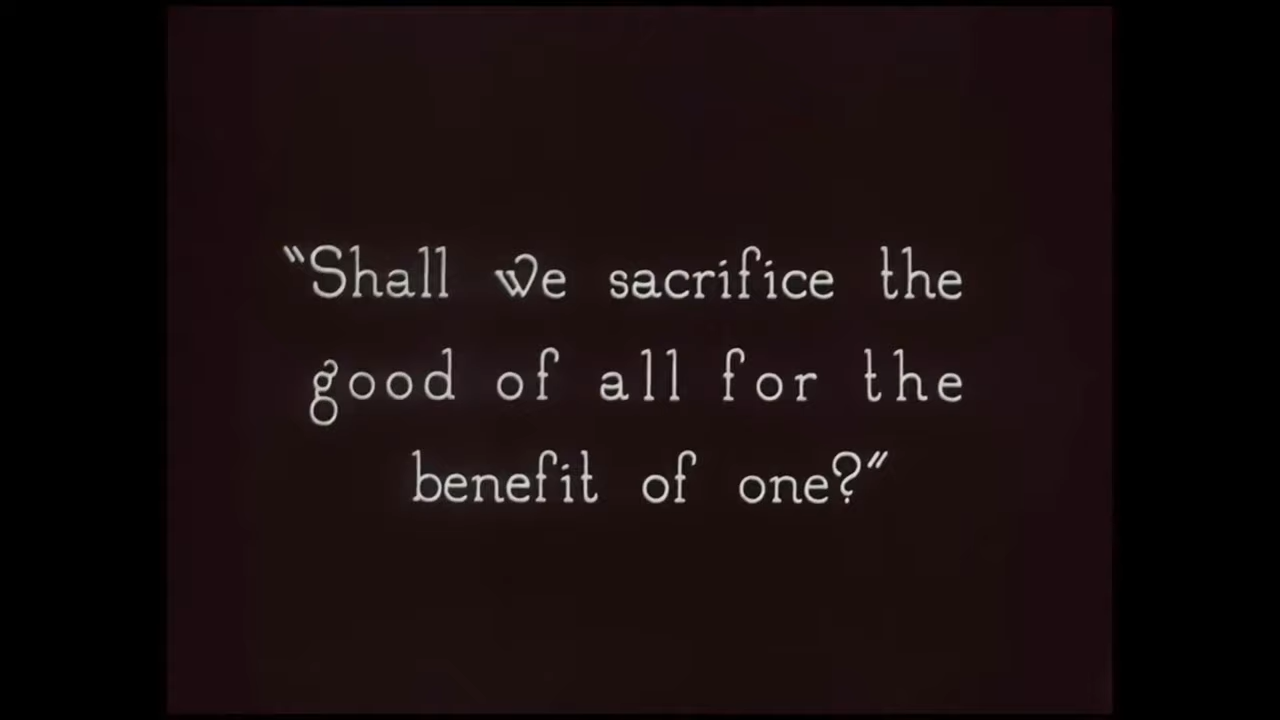 "Shall we sacrifice the
good of all for the
benefit of one?"